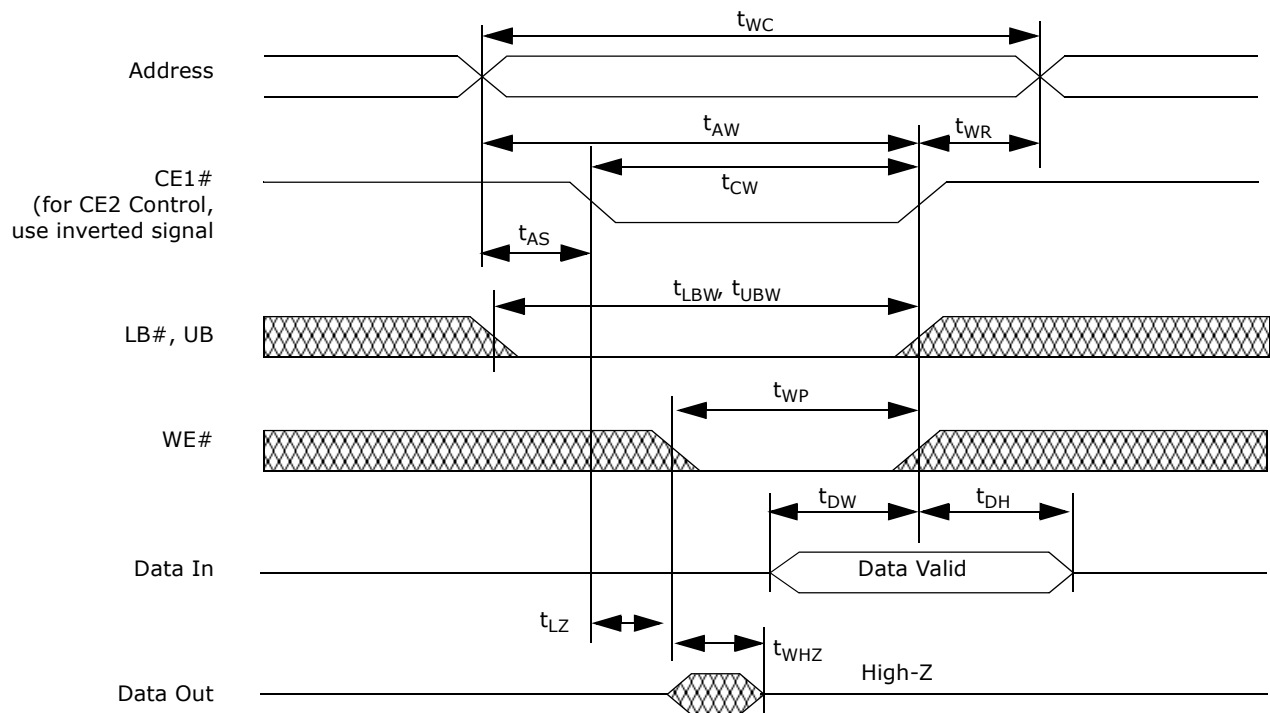 tWC
Address
tAW
tWR
CE1#
(for CE2 Control,
use inverted signal
tCW
tAS
tLBW, tUBW
LB#, UB
tWP
WE#
tDW
tDH
Data In
Data Valid
tLZ
tWHZ
High-Z
Data Out